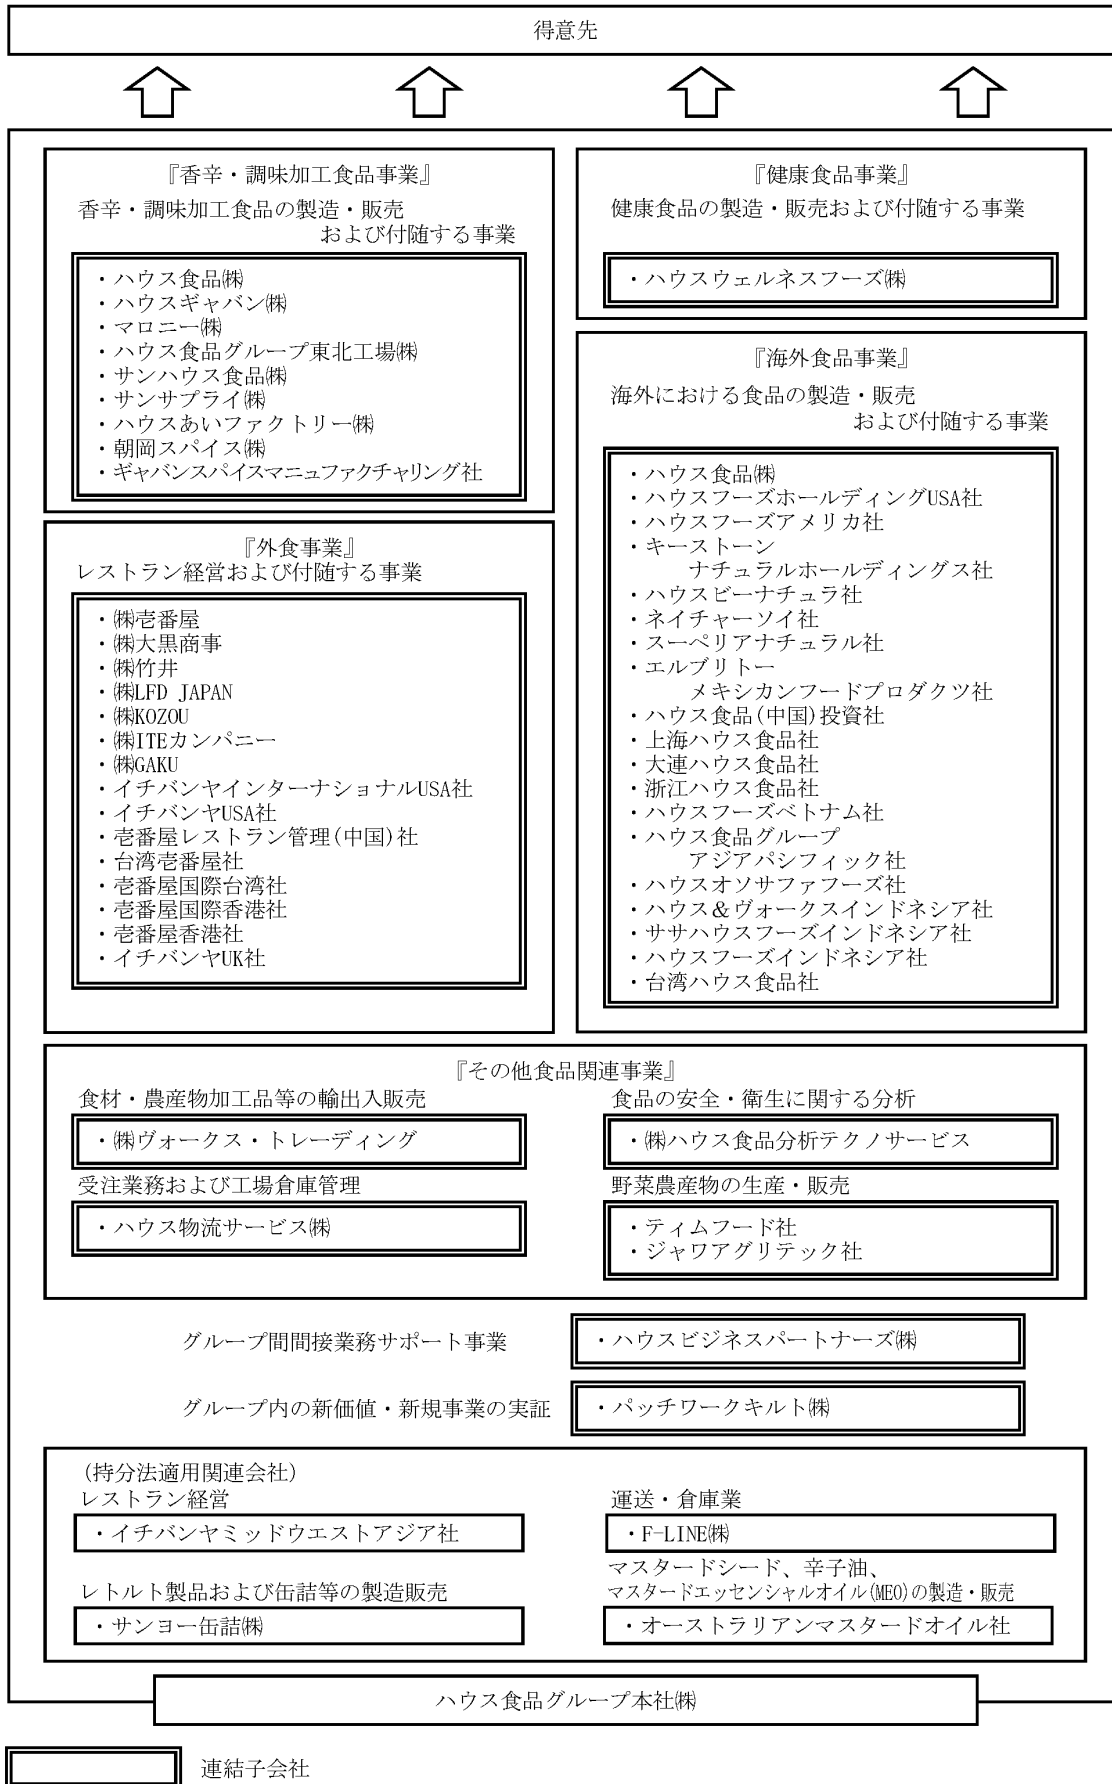 得意先
『香辛・調味加工食品事業』
香辛・調味加工食品の製造・販売
および付随する事業
・ハウス食品㈱
・ハウスギャバン㈱
・マロニー㈱
・ハウス食品グループ東北工場㈱
・サンハウス食品㈱
・サンサプライ㈱
・ハウスあいファクトリー㈱
・朝岡スパイス㈱
・ギャバンスパイスマニュファクチャリング社
『外食事業』
レストラン経営および付随する事業
・㈱壱番屋
・㈱大黒商事
・㈱竹井
・㈱LFD JAPAN
・㈱KOZOU
・㈱ITEカンパニー
・㈱GAKU
・イチバンヤインターナショナルUSA社
・イチバンヤUSA社
・壱番屋レストラン管理(中国)社
・台湾壱番屋社
・壱番屋国際台湾社
・壱番屋国際香港社
・壱番屋香港社
・イチバンヤUK社
『健康食品事業』
健康食品の製造・販売および付随する事業
・ハウスウェルネスフーズ㈱
『海外食品事業』
海外における食品の製造・販売
および付随する事業
・ハウス食品㈱
・ハウスフーズホールディングUSA社
・ハウスフーズアメリカ社
・キーストーン
ナチュラルホールディングス社
・ハウスビーナチュラ社
・ネイチャーソイ社
・スーペリアナチュラル社
・エルブリトー
メキシカンフードプロダクツ社
・ハウス食品(中国)投資社
・上海ハウス食品社
・大連ハウス食品社
・浙江ハウス食品社
・ハウスフーズベトナム社
・ハウス食品グループ
アジアパシフィック社
・ハウスオソサファフーズ社
・ハウス＆ヴォークスインドネシア社
・ササハウスフーズインドネシア社
・ハウスフーズインドネシア社
・台湾ハウス食品社
『その他食品関連事業』
食材・農産物加工品等の輸出入販売
・㈱ヴォークス・トレーディング
受注業務および工場倉庫管理
・ハウス物流サービス㈱
食品の安全・衛生に関する分析
・㈱ハウス食品分析テクノサービス
野菜農産物の生産・販売
・ティムフード社
・ジャワアグリテック社
グループ間間接業務サポート事業
・ハウスビジネスパートナーズ㈱
グループ内の新価値・新規事業の実証
・パッチワークキルト㈱
(持分法適用関連会社)
レストラン経営
・イチバンヤミッドウエストアジア社
レトルト製品および缶詰等の製造販売
・サンヨー缶詰㈱
運送・倉庫業
・F-LINE㈱
マスタードシード、辛子油、
マスタードエッセンシャルオイル(MEO)の製造・販売
・オーストラリアンマスタードオイル社
ハウス食品グループ本社㈱
連結子会社